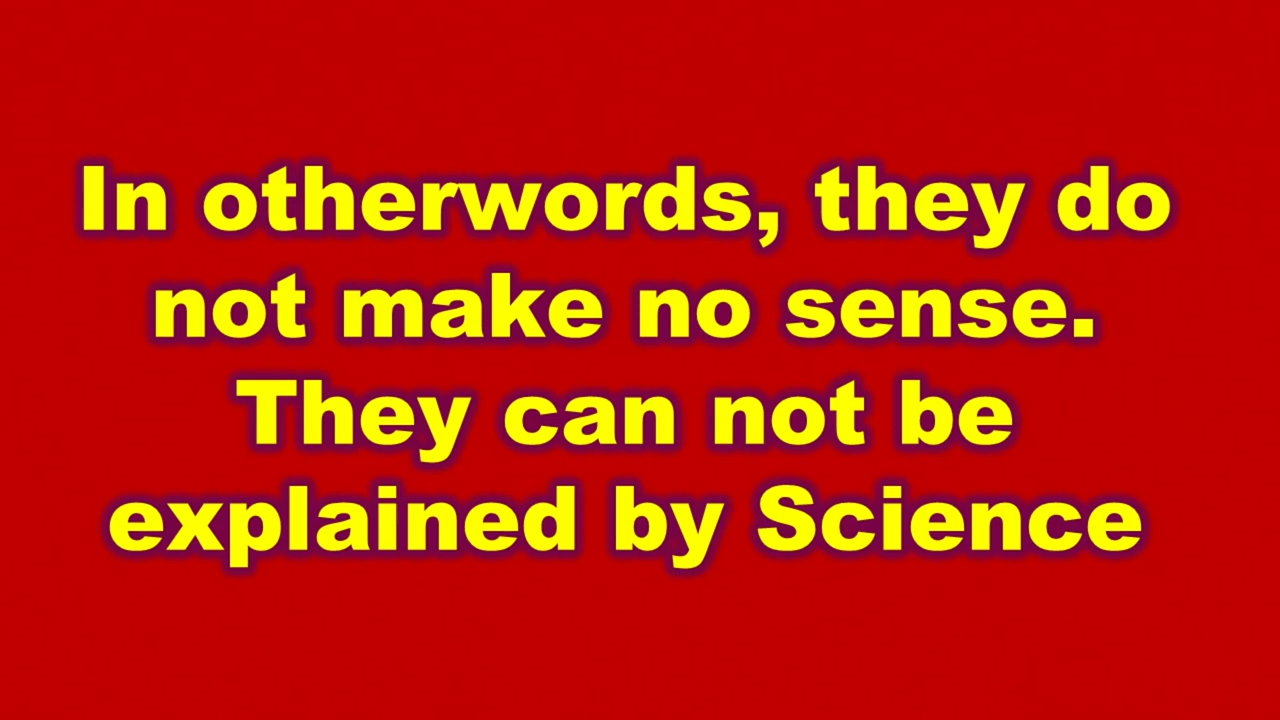 In otherwords, they do
not make no sense.
They can not be
explained by Science